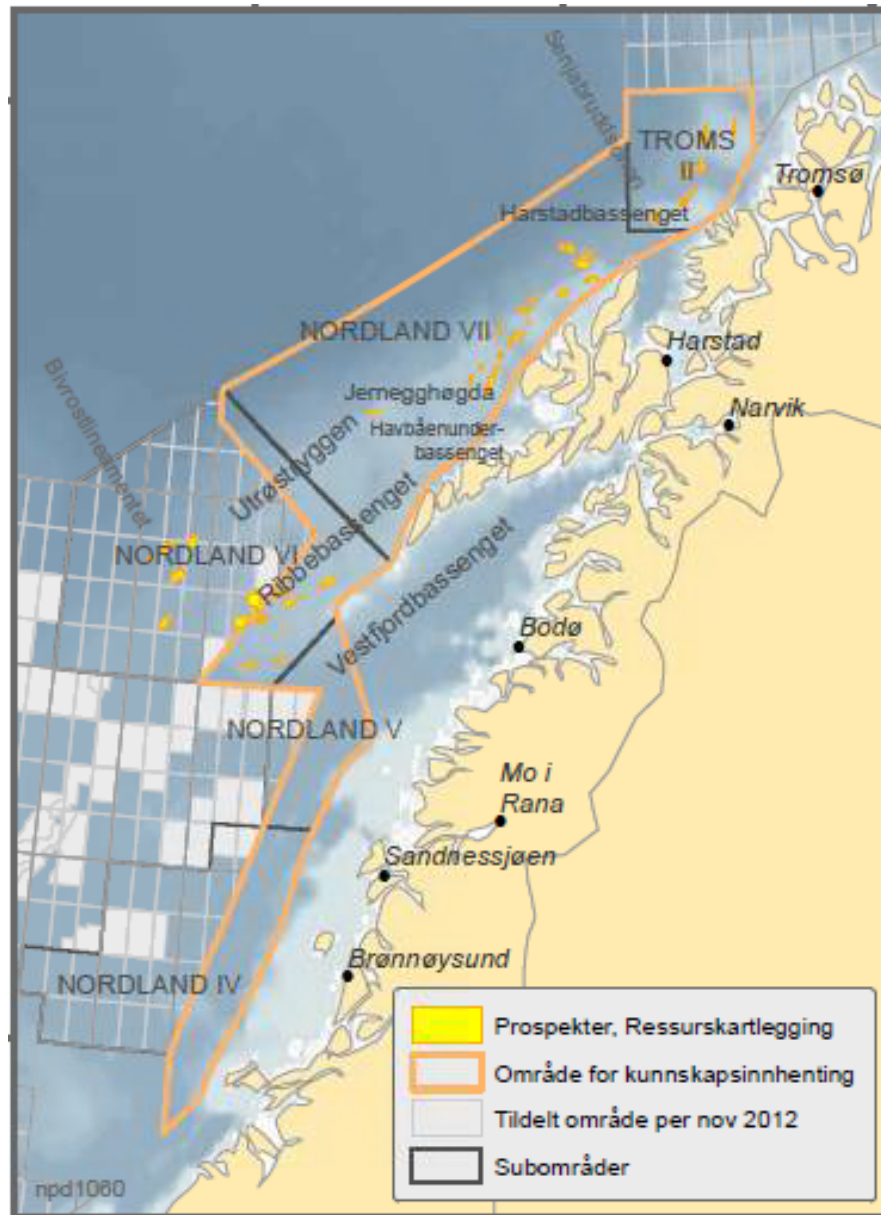 Senjabruddsonen
TROMS
II
Tromsø
Harstadbassenget
NORDLAND VII
Harstad
Bivrostlineamentet
Jennegghøgda
Narvik
Havbåenunder-
bassenget
Utrøstryggen
Ribbebassenget
NORDLAND VI
Vestfjordbassenget
Bodø
NORDLAND V
Mo i
Rana
Sandnessjøen
Brønnøysund
NORDLAND IV
Prospekter, Ressurskartlegging
Område for kunnskapsinnhenting
Tildelt område per nov 2012
Subområder
npd1060